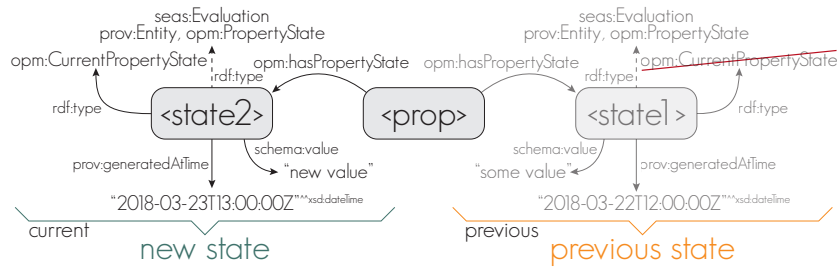 seas:Evaluation
prov:Entity, opm:PropertyState
opm:CurrentPropertyState
rdf:type
rdf:type
<state2>
opm:hasPropertyState
<prop>
opm:hasPropertyState
seas:Evaluation
prov:Entity, opm:PropertyState
opm:CurrentPropertyState
rdf:type
rdf:type
<state1>
prov:generatedAtTime
schema:value
“new value”
schema:value
“some value”
prov:generatedAtTime
“2018-03-23T13:00:00Z”^^xsd:dateTime
“2018-03-22T12:00:00Z”^^xsd:dateTime
current
new state
previous
previous state